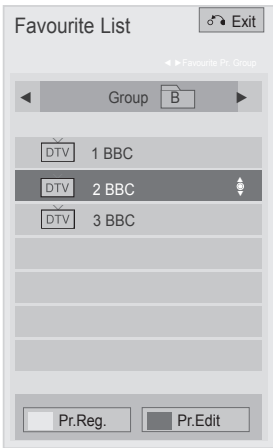 Favourite List
Exit
◄ ►Favourite Pr. Group
◄ Group B ►
DTV 1 BBC
DTV 2 BBC
DTV 3 BBC
Pr.Reg. Pr.Edit